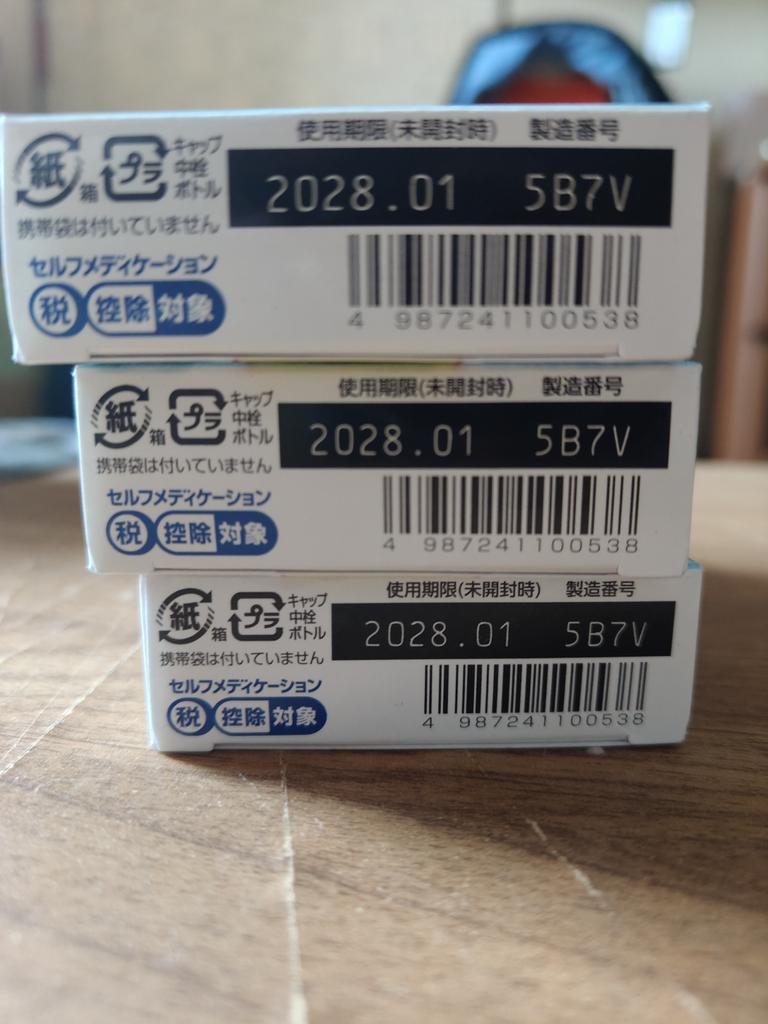 使用期限(未開封時) 製造番号
紙 箱 プラ キャップ
中栓
ボトル
2028.01 5B7V
携帯袋は付いていません
セルフメディケーション
税 控除 対象
4 987241100538
使用期限(未開封時) 製造番号
紙 箱 プラ キャップ
中栓
ボトル
2028.01 5B7V
携帯袋は付いていません
セルフメディケーション
税 控除 対象
4 987241100538
使用期限(未開封時) 製造番号
紙 箱 プラ キャップ
中栓
ボトル
2028.01 5B7V
携帯袋は付いていません
セルフメディケーション
税 控除 対象
4 987241100538